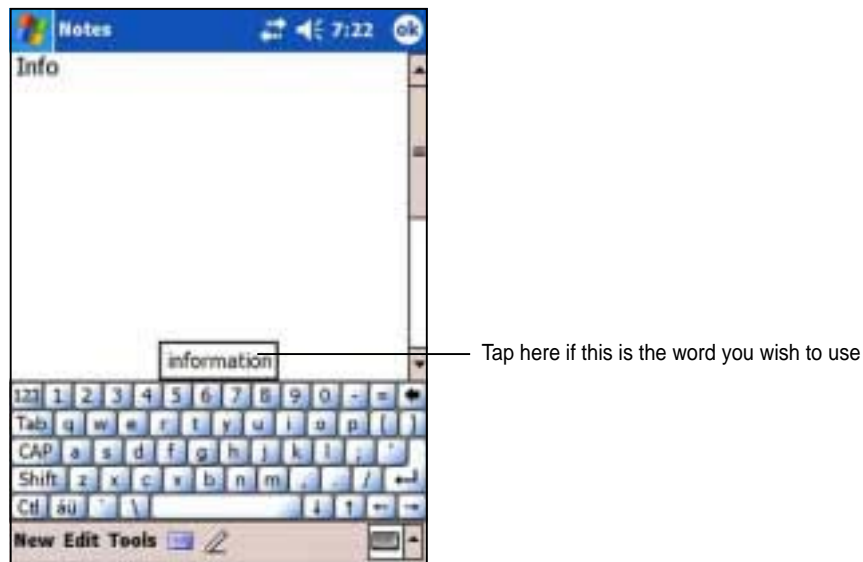 Notes 7:22 ok
Info
information
Tap here if this is the word you wish to use
123 1 2 3 4 5 6 7 8 9 0 - =
Tab q w e r t y u i o p [ ]
CAP a s d f g h j k l ; '
Shift z x c v b n m , . /
Ctl áü ` \
New Edit Tools